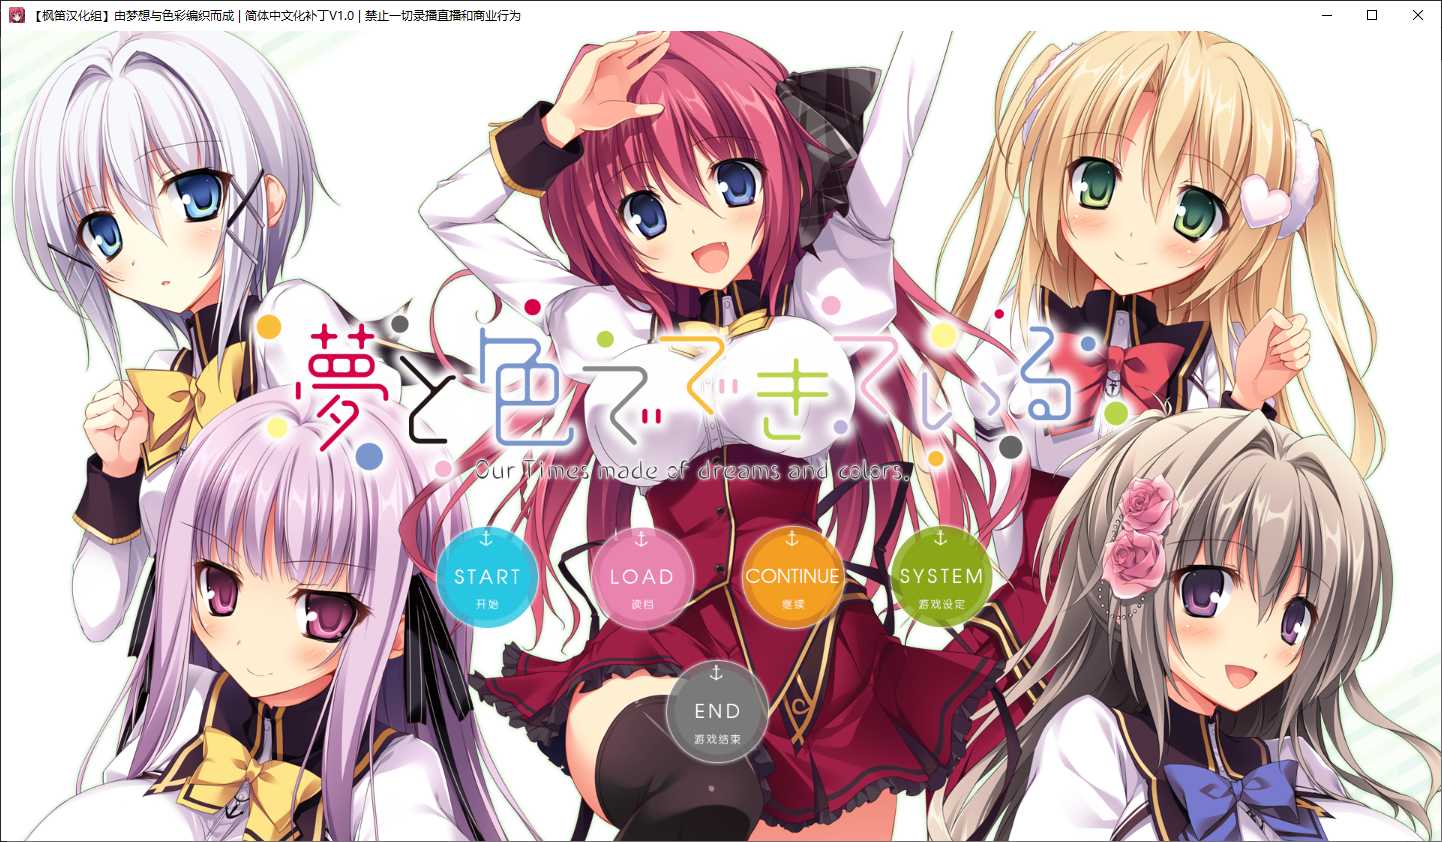 【枫笛汉化组】由梦想与色彩编织而成 | 简体中文化补丁V1.0 | 禁止一切录播直播和商业行为
夢と色でできている
Our Times made of dreams and colors.
START
开始
LOAD
读档
CONTINUE
继续
SYSTEM
游戏设定
END
游戏结束